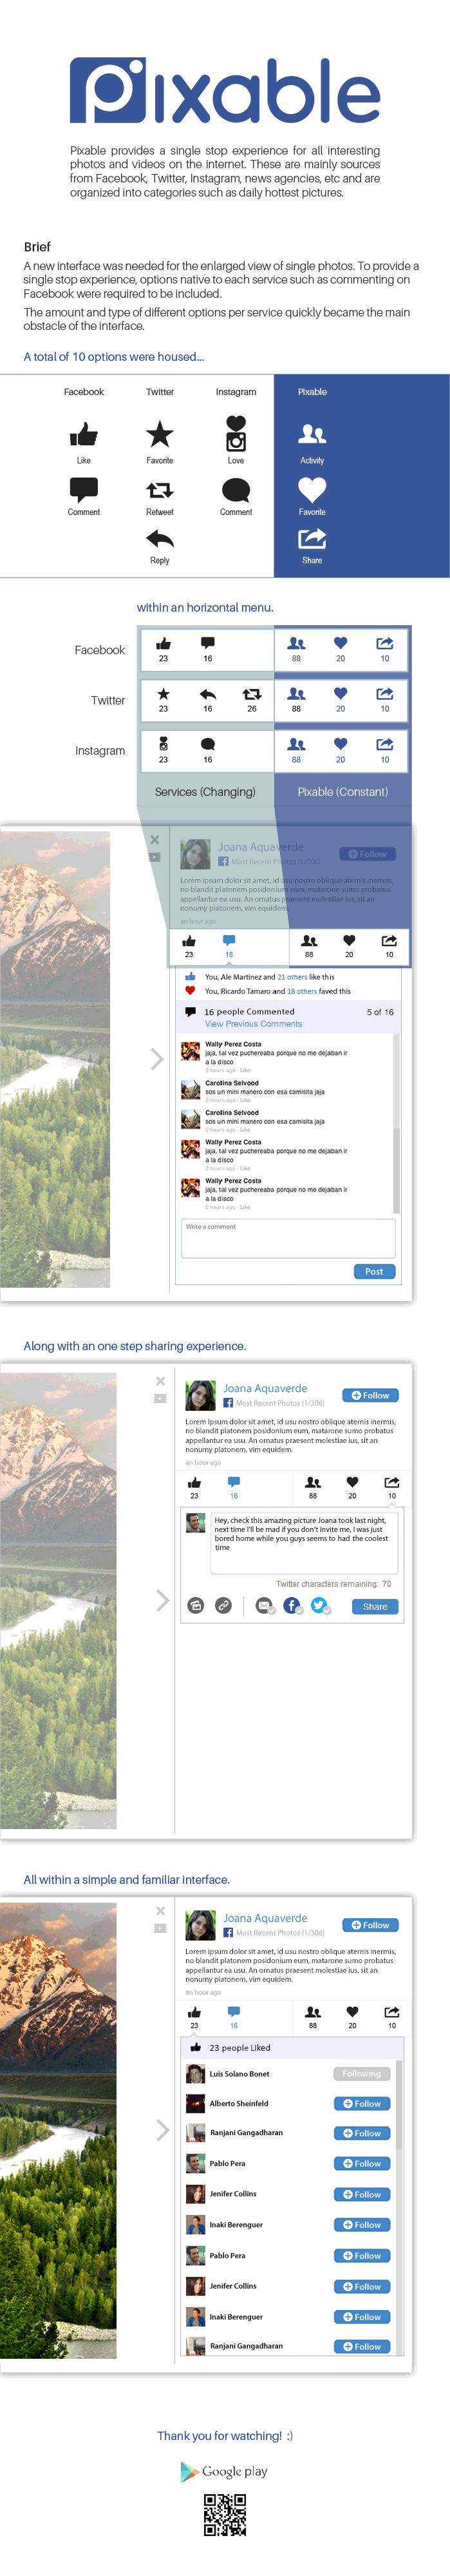 Pixable
Pixable provides a single stop experience for all interesting
photos and videos on the internet. These are mainly sources
from Facebook, Twitter, Instagram, news agencies, etc and are
organized into categories such as daily hottest pictures.
Brief
A new interface was needed for the enlarged view of single photos. To provide a
single stop experience, options native to each service such as commenting on
Facebook were required to be included.
The amount and type of different options per service quickly became the main
obstacle of the interface.
A total of 10 options were housed...
Facebook Twitter Instagram Pixable
Like Favorite Love Activity
Comment Retweet Comment Favorite
Reply Share
within an horizontal menu.
Facebook
23 16 88 20 10
Twitter
23 16 26 88 20 10
Instagram
23 16 88 20 10
Services (Changing) Pixable (Constant)
Joana Aquaverde
Follow
Most Recent Photos (1/306)
Lorem ipsum dolor sit amet, id usu nostro oblique aternis inermis,
no blandit platonem posidonium eum, matarone sumo probatus
appellantur ea usu. An ornatus praesent molestiae ius, sit an
nonumy platonem, vim equidem.
an hour ago
23 16 88 20 10
You, Ale Martinez and 21 others like this
You, Ricardo Tamaro and 18 others faved this
16 people Commented 5 of 16
View Previous Comments
Wally Perez Costa
jaja, tal vez puchereaba porque no me dejaban ir
a la disco
2 hours ago · Like
Carolina Selvood
sos un mini manero con esa camisita jaja
2 hours ago · Like
Carolina Selvood
sos un mini manero con esa camisita jaja
2 hours ago · Like
Wally Perez Costa
jaja, tal vez puchereaba porque no me dejaban ir
a la disco
2 hours ago · Like
Wally Perez Costa
jaja, tal vez puchereaba porque no me dejaban ir
a la disco
2 hours ago · Like
Write a comment
Post
Along with an one step sharing experience.
Joana Aquaverde
Follow
Most Recent Photos (1/306)
Lorem ipsum dolor sit amet, id usu nostro oblique aternis inermis,
no blandit platonem posidonium eum, matarone sumo probatus
appellantur ea usu. An ornatus praesent molestiae ius, sit an
nonumy platonem, vim equidem.
an hour ago
23 16 88 20 10
Hey, check this amazing picture Joana took last night,
next time I'll be mad if you don't invite me, I was just
bored home while you guys seems to had the coolest
time
Twitter characters remaining: 70
Share
All within a simple and familiar interface.
Joana Aquaverde
Follow
Most Recent Photos (1/306)
Lorem ipsum dolor sit amet, id usu nostro oblique aternis inermis,
no blandit platonem posidonium eum, matarone sumo probatus
appellantur ea usu. An ornatus praesent molestiae ius, sit an
nonumy platonem, vim equidem.
an hour ago
23 16 88 20 10
23 people Liked
Luis Solano Bonet Following
Alberto Sheinfeld Follow
Ranjani Gangadharan Follow
Pablo Pera Follow
Jenifer Collins Follow
Inaki Berenguer Follow
Pablo Pera Follow
Jenifer Collins Follow
Inaki Berenguer Follow
Ranjani Gangadharan Follow
Thank you for watching! :)
Google play